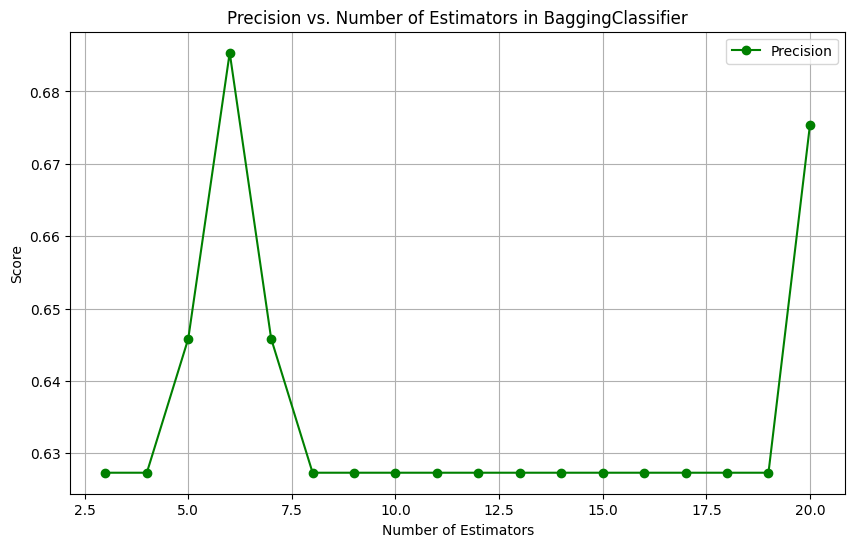 Precision vs. Number of Estimators in BaggingClassifier
Precision
0.68
0.67
0.66
0.65
0.64
0.63
Score
2.5 5.0 7.5 10.0 12.5 15.0 17.5 20.0
Number of Estimators